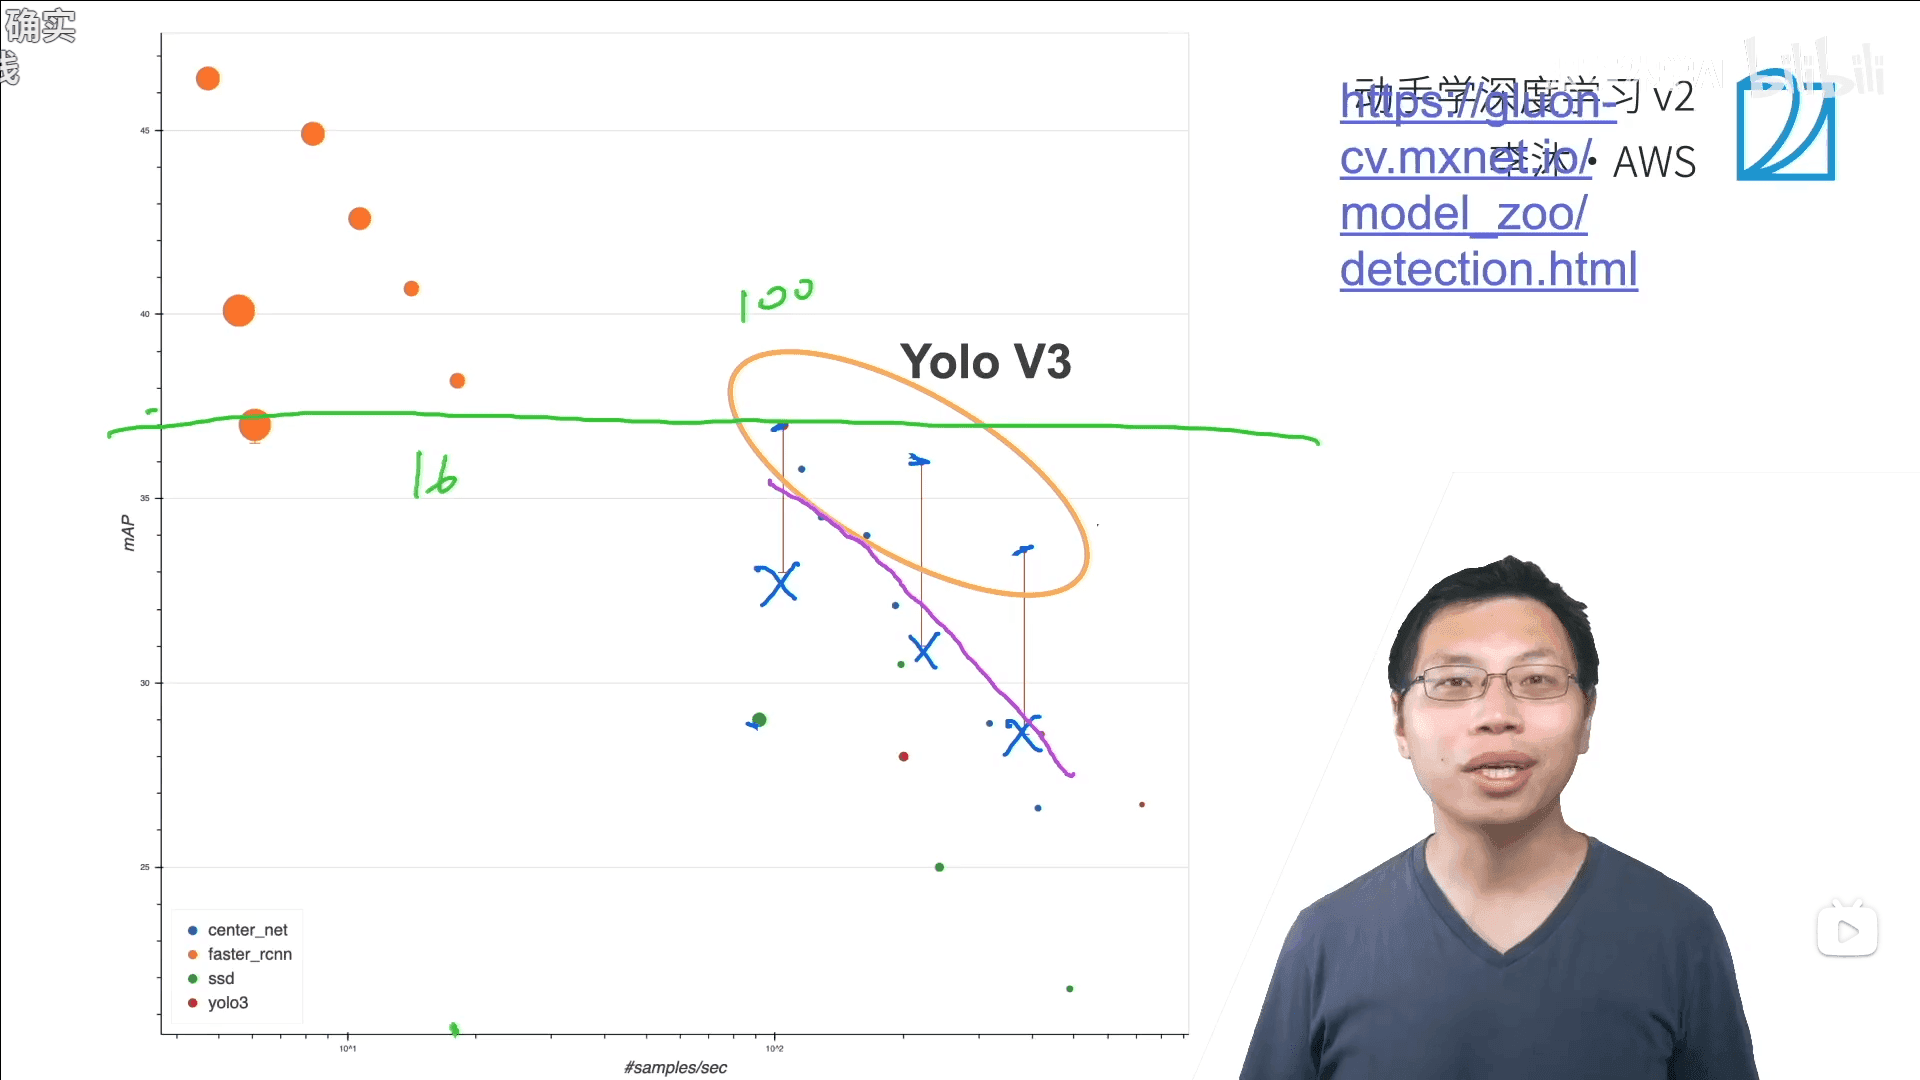 确实
线
动手学深度学习 v2
李沐 • AWS
bilibili
https://gluon-
cv.mxnet.io/
model_zoo/
detection.html
100
Yolo V3
16
45
40
35
30
25
mAP
center_net
faster_rcnn
ssd
yolo3
10^1
10^2
#samples/sec